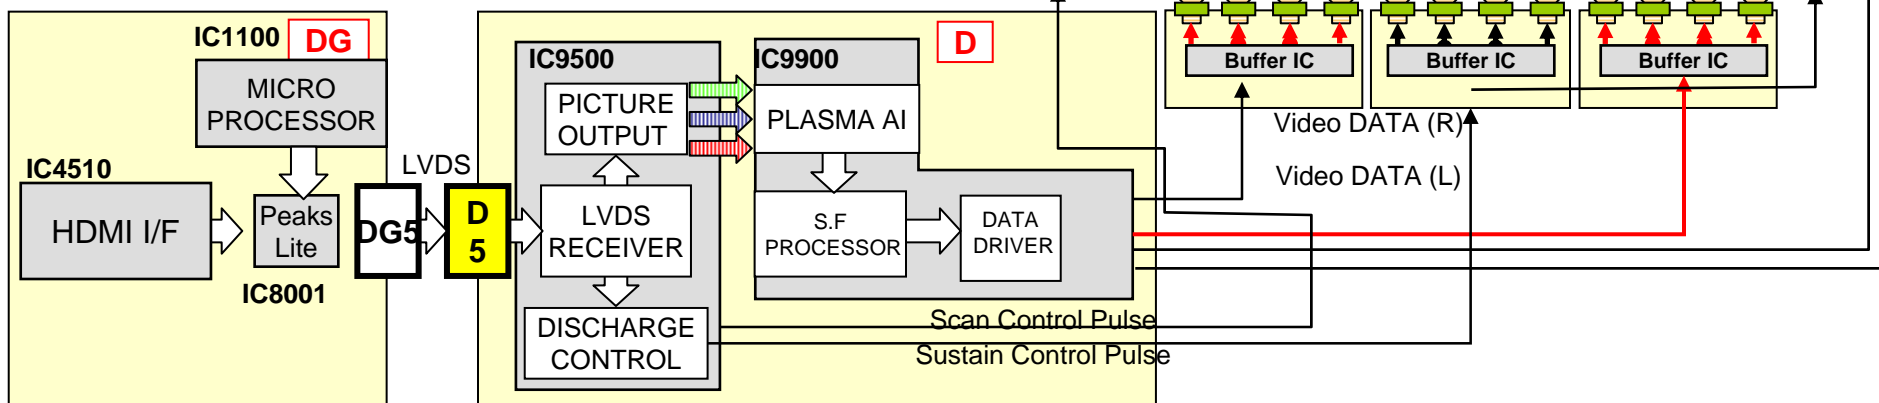 IC1100
DG
MICRO
PROCESSOR
IC4510
HDMI I/F
Peaks
Lite
IC8001
LVDS
DG5
D
5
IC9500
PICTURE
OUTPUT
LVDS
RECEIVER
DISCHARGE
CONTROL
IC9900
D
PLASMA AI
S.F
PROCESSOR
DATA
DRIVER
Scan Control Pulse
Sustain Control Pulse
Buffer IC
Buffer IC
Buffer IC
Video DATA (R)
Video DATA (L)